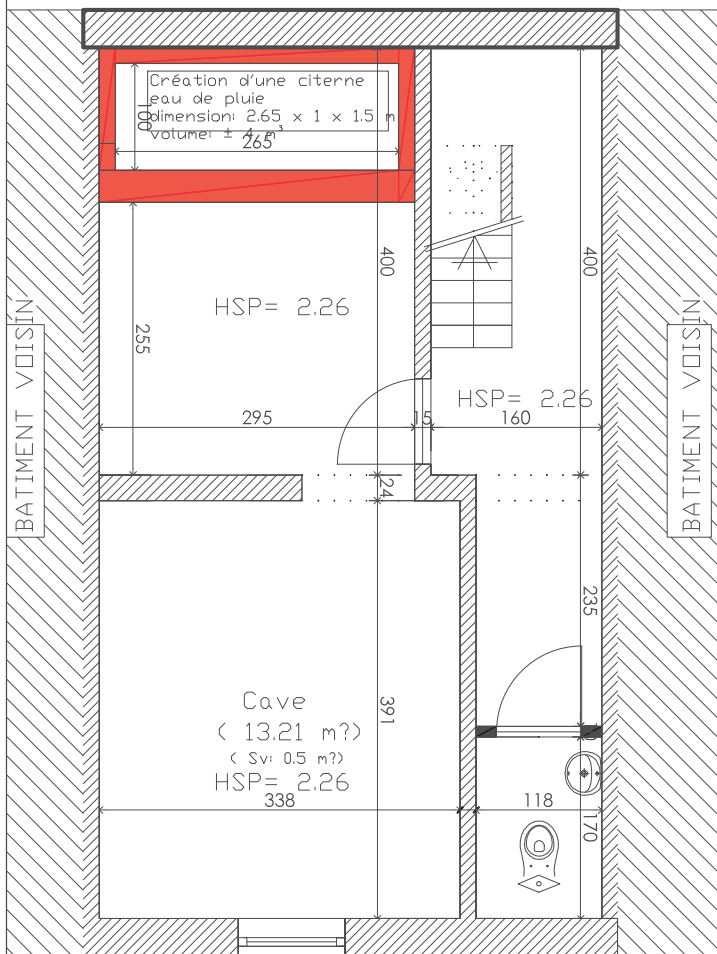 Création d'une citerne
eau de pluie
dimension: 2.65 x 1 x 1.5 m
volume: ± 4 m³
100
265
400
400
HSP= 2.26
255
BATIMENT VOISIN
BATIMENT VOISIN
HSP= 2.26
295
15
160
24
235
Cave
( 13.21 m?)
( Sv: 0.5 m?)
HSP= 2.26
391
338
118
170